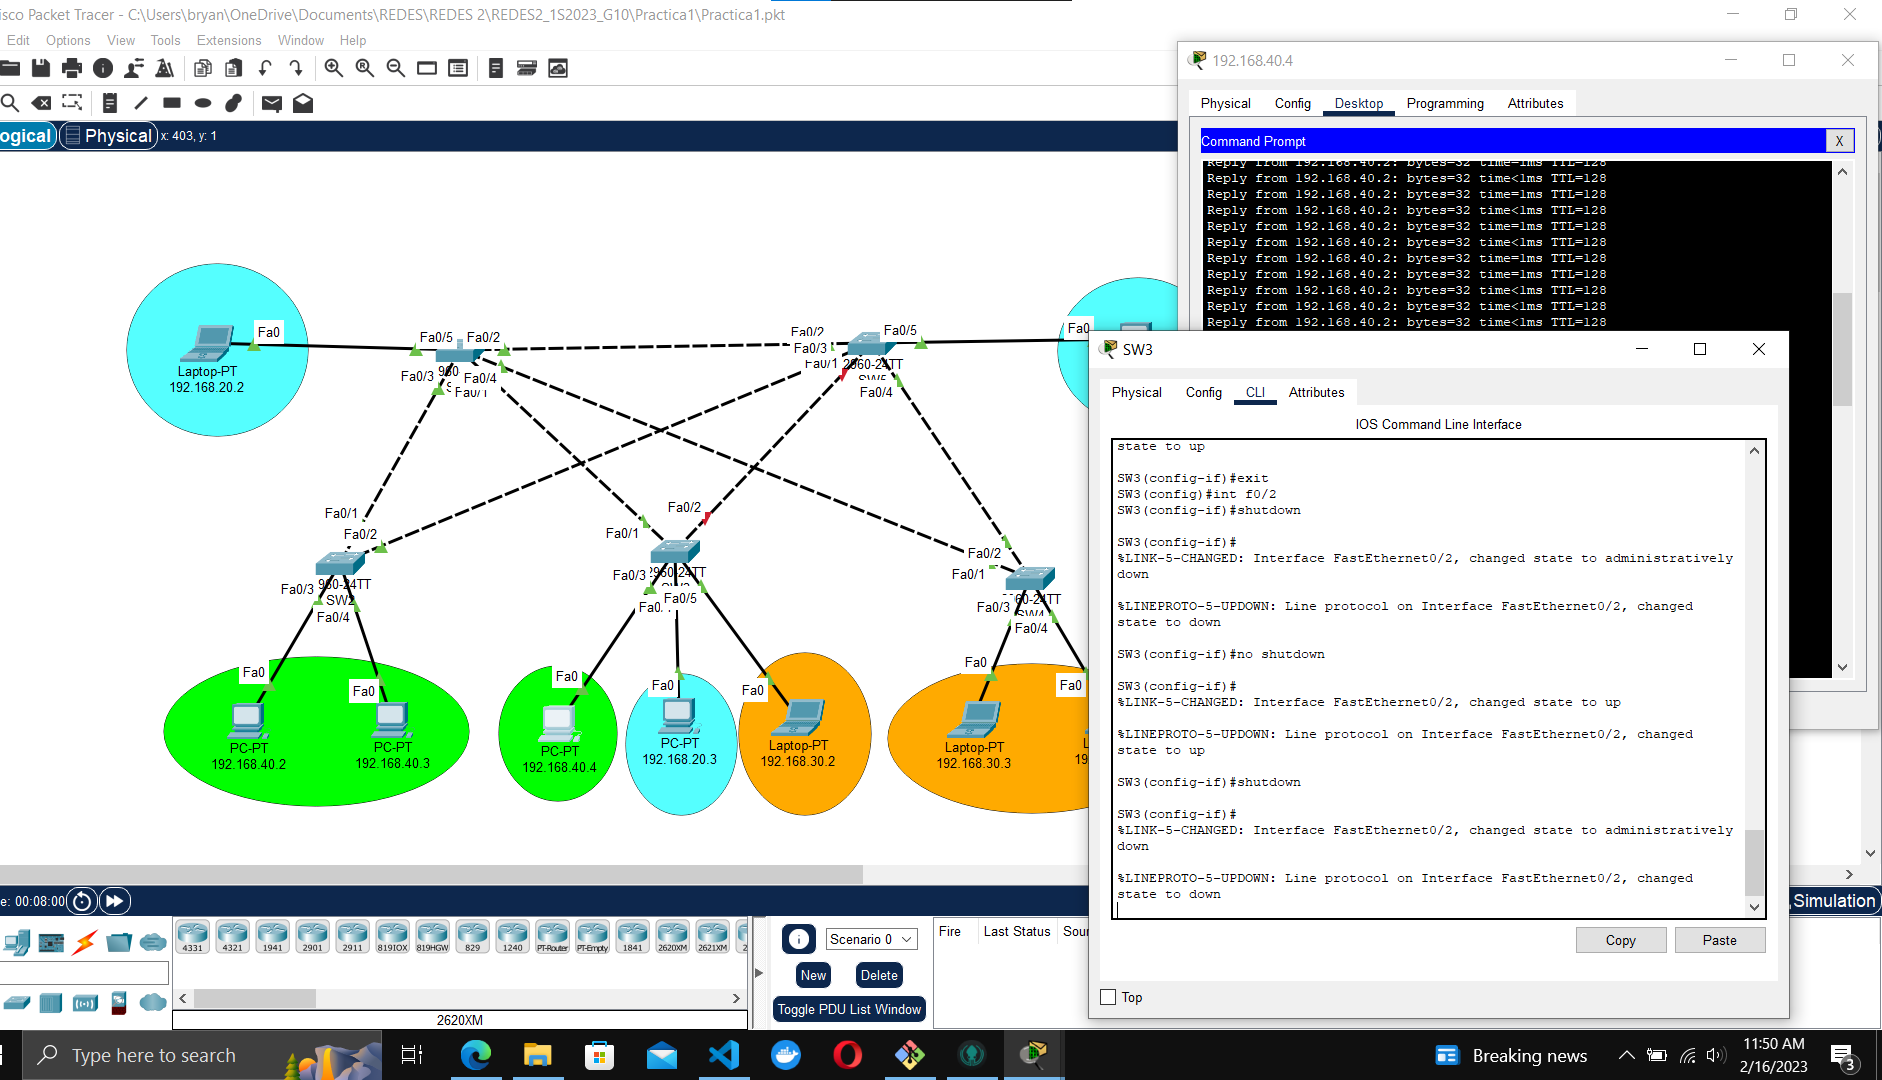 isco Packet Tracer - C:\Users\bryan\OneDrive\Documents\REDES\REDES 2\REDES2_1S2023_G10\Practica1\Practica1.pkt
Edit Options View Tools Extensions Window Help
ogical
Physical
x: 403, y: 1
192.168.40.4
Physical Config Desktop Programming Attributes
Command Prompt
X
Reply from 192.168.40.2: bytes=32 time=1ms TTL=128
Reply from 192.168.40.2: bytes=32 time<1ms TTL=128
Reply from 192.168.40.2: bytes=32 time=1ms TTL=128
Reply from 192.168.40.2: bytes=32 time<1ms TTL=128
Reply from 192.168.40.2: bytes=32 time=1ms TTL=128
Reply from 192.168.40.2: bytes=32 time=1ms TTL=128
Reply from 192.168.40.2: bytes=32 time=1ms TTL=128
Reply from 192.168.40.2: bytes=32 time=1ms TTL=128
Reply from 192.168.40.2: bytes=32 time<1ms TTL=128
Reply from 192.168.40.2: bytes=32 time<1ms TTL=128
Reply from 192.168.40.2: bytes=32 time<1ms TTL=128
Fa0
Laptop-PT
192.168.20.2
Fa0/5
Fa0/2
Fa0/3
Fa0/4
Fa0/1
Fa0/2
Fa0/3
Fa0/1
Fa0/5
2960-24TT
SW5
Fa0/4
Fa0
Fa0/1
Fa0/2
Fa0/3
960-24TT
SW2
Fa0/4
Fa0/2
Fa0/1
Fa0/3
2960-24TT
Fa0/5
Fa0/2
Fa0/1
Fa0/3
60-24TT
SW4
Fa0/4
Fa0
Fa0
PC-PT
192.168.40.2
PC-PT
192.168.40.3
Fa0
PC-PT
192.168.40.4
Fa0
PC-PT
192.168.20.3
Fa0
Laptop-PT
192.168.30.2
Fa0
Laptop-PT
192.168.30.3
Fa0
L
19
SW3
Physical Config CLI Attributes
IOS Command Line Interface
state to up
SW3(config-if)#exit
SW3(config)#int f0/2
SW3(config-if)#shutdown
SW3(config-if)#
%LINK-5-CHANGED: Interface FastEthernet0/2, changed state to administratively
down
%LINEPROTO-5-UPDOWN: Line protocol on Interface FastEthernet0/2, changed
state to down
SW3(config-if)#no shutdown
SW3(config-if)#
%LINK-5-CHANGED: Interface FastEthernet0/2, changed state to up
%LINEPROTO-5-UPDOWN: Line protocol on Interface FastEthernet0/2, changed
state to up
SW3(config-if)#shutdown
SW3(config-if)#
%LINK-5-CHANGED: Interface FastEthernet0/2, changed state to administratively
down
%LINEPROTO-5-UPDOWN: Line protocol on Interface FastEthernet0/2, changed
state to down
Copy
Paste
Top
e: 00:08:00
Simulation
4331 4321 1941 2901 2911 819IOX 819HGW 829 1240 PT-Router PT-Empty 1841 2620XM 2621XM 2
2620XM
Scenario 0
New
Delete
Toggle PDU List Window
Fire
Last Status
Sou
Type here to search
Breaking news
11:50 AM
2/16/2023
3